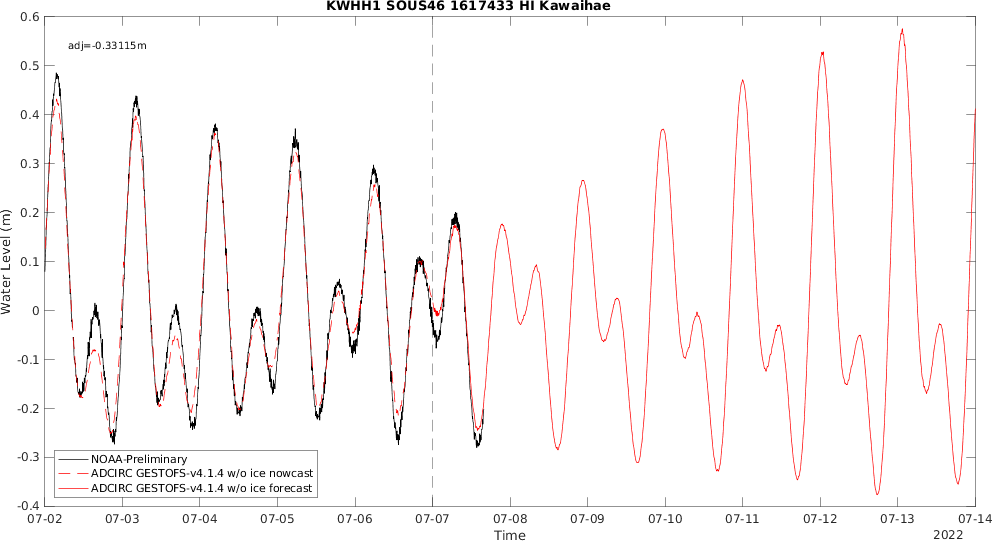 KWHH1 SOUS46 1617433 HI Kawaihae
adj=-0.33115m
0.6
0.5
0.4
0.3
0.2
0.1
0
-0.1
-0.2
-0.3
-0.4
Water Level (m)
NOAA-Preliminary
ADCIRC GESTOFS-v4.1.4 w/o ice nowcast
ADCIRC GESTOFS-v4.1.4 w/o ice forecast
07-02 07-03 07-04 07-05 07-06 07-07 07-08 07-09 07-10 07-11 07-12 07-13 07-14
Time
2022